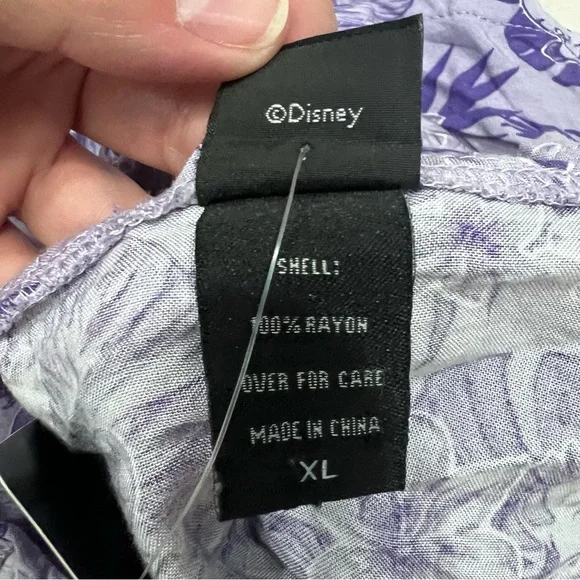 ©Disney
SHELL:
100% RAYON
OVER FOR CARE
MADE IN CHINA
XL